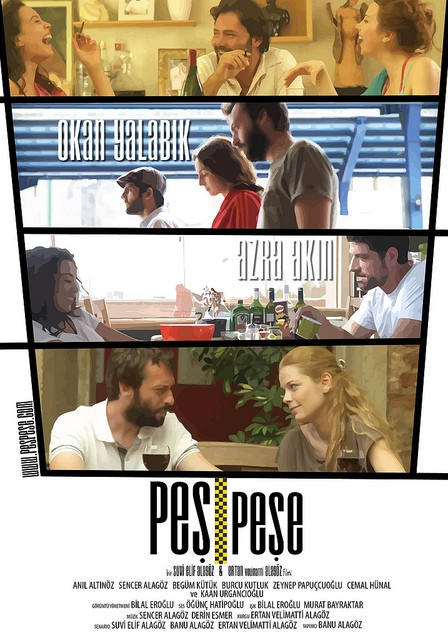 OKAN YALABIK
AZRA AKIN
www.pespese.com
PEŞ PEŞE
bir SUVİ ELİF ALAGÖZ & ERTAN VELİMATTİ ALAGÖZ filmi
ANIL ALTINÖZ SENCER ALAGÖZ BEGÜM KÜTÜK BURCU KUTLUK ZEYNEP PAPUÇÇUOĞLU CEMAL HÜNAL
ve KAAN URGANCIOĞLU
GÖRÜNTÜ YÖNETMENİ BİLAL EROĞLU SES ÖGÜNÇ HATİPOĞLU IŞIK BİLAL EROĞLU MURAT BAYRAKTAR
MÜZİK SENCER ALAGÖZ DERİN ESMER KURGU ERTAN VELİMATTİ ALAGÖZ
SENARYO SUVİ ELİF ALAGÖZ BANU ALAGÖZ ERTAN VELİMATTİ ALAGÖZ YAPIMCI BANU ALAGÖZ